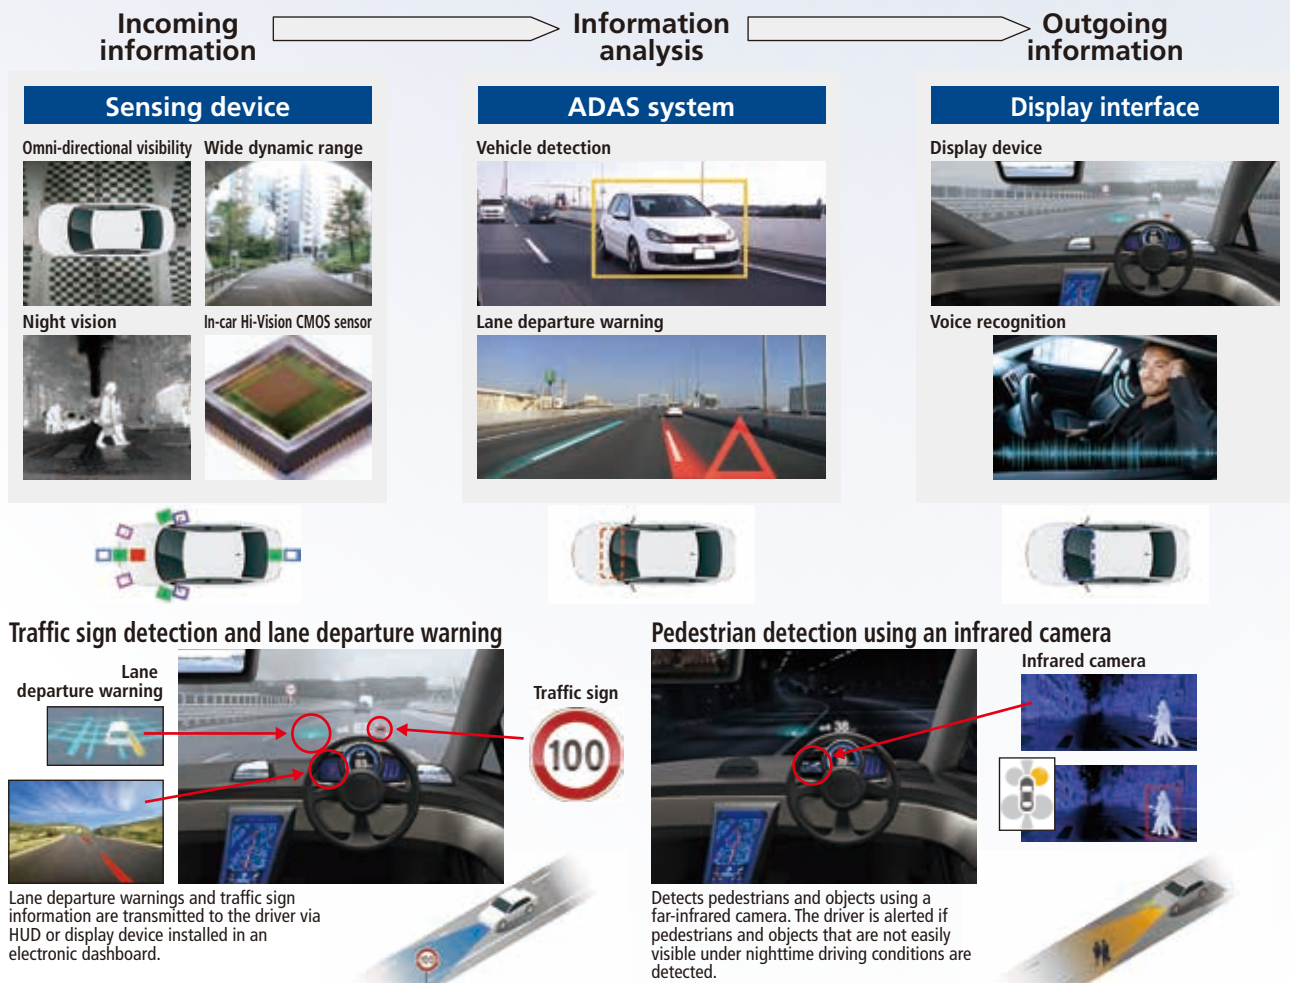 Incoming
information
Information
analysis
Outgoing
information
Sensing device
Omni-directional visibility
Wide dynamic range
Night vision
In-car Hi-Vision CMOS sensor
ADAS system
Vehicle detection
Lane departure warning
Display interface
Display device
Voice recognition
Traffic sign detection and lane departure warning
Lane
departure warning
Traffic sign
100
Lane departure warnings and traffic sign
information are transmitted to the driver via
HUD or display device installed in an
electronic dashboard.
100
Pedestrian detection using an infrared camera
Infrared camera
38
Detects pedestrians and objects using a
far-infrared camera. The driver is alerted if
pedestrians and objects that are not easily
visible under nighttime driving conditions are
detected.